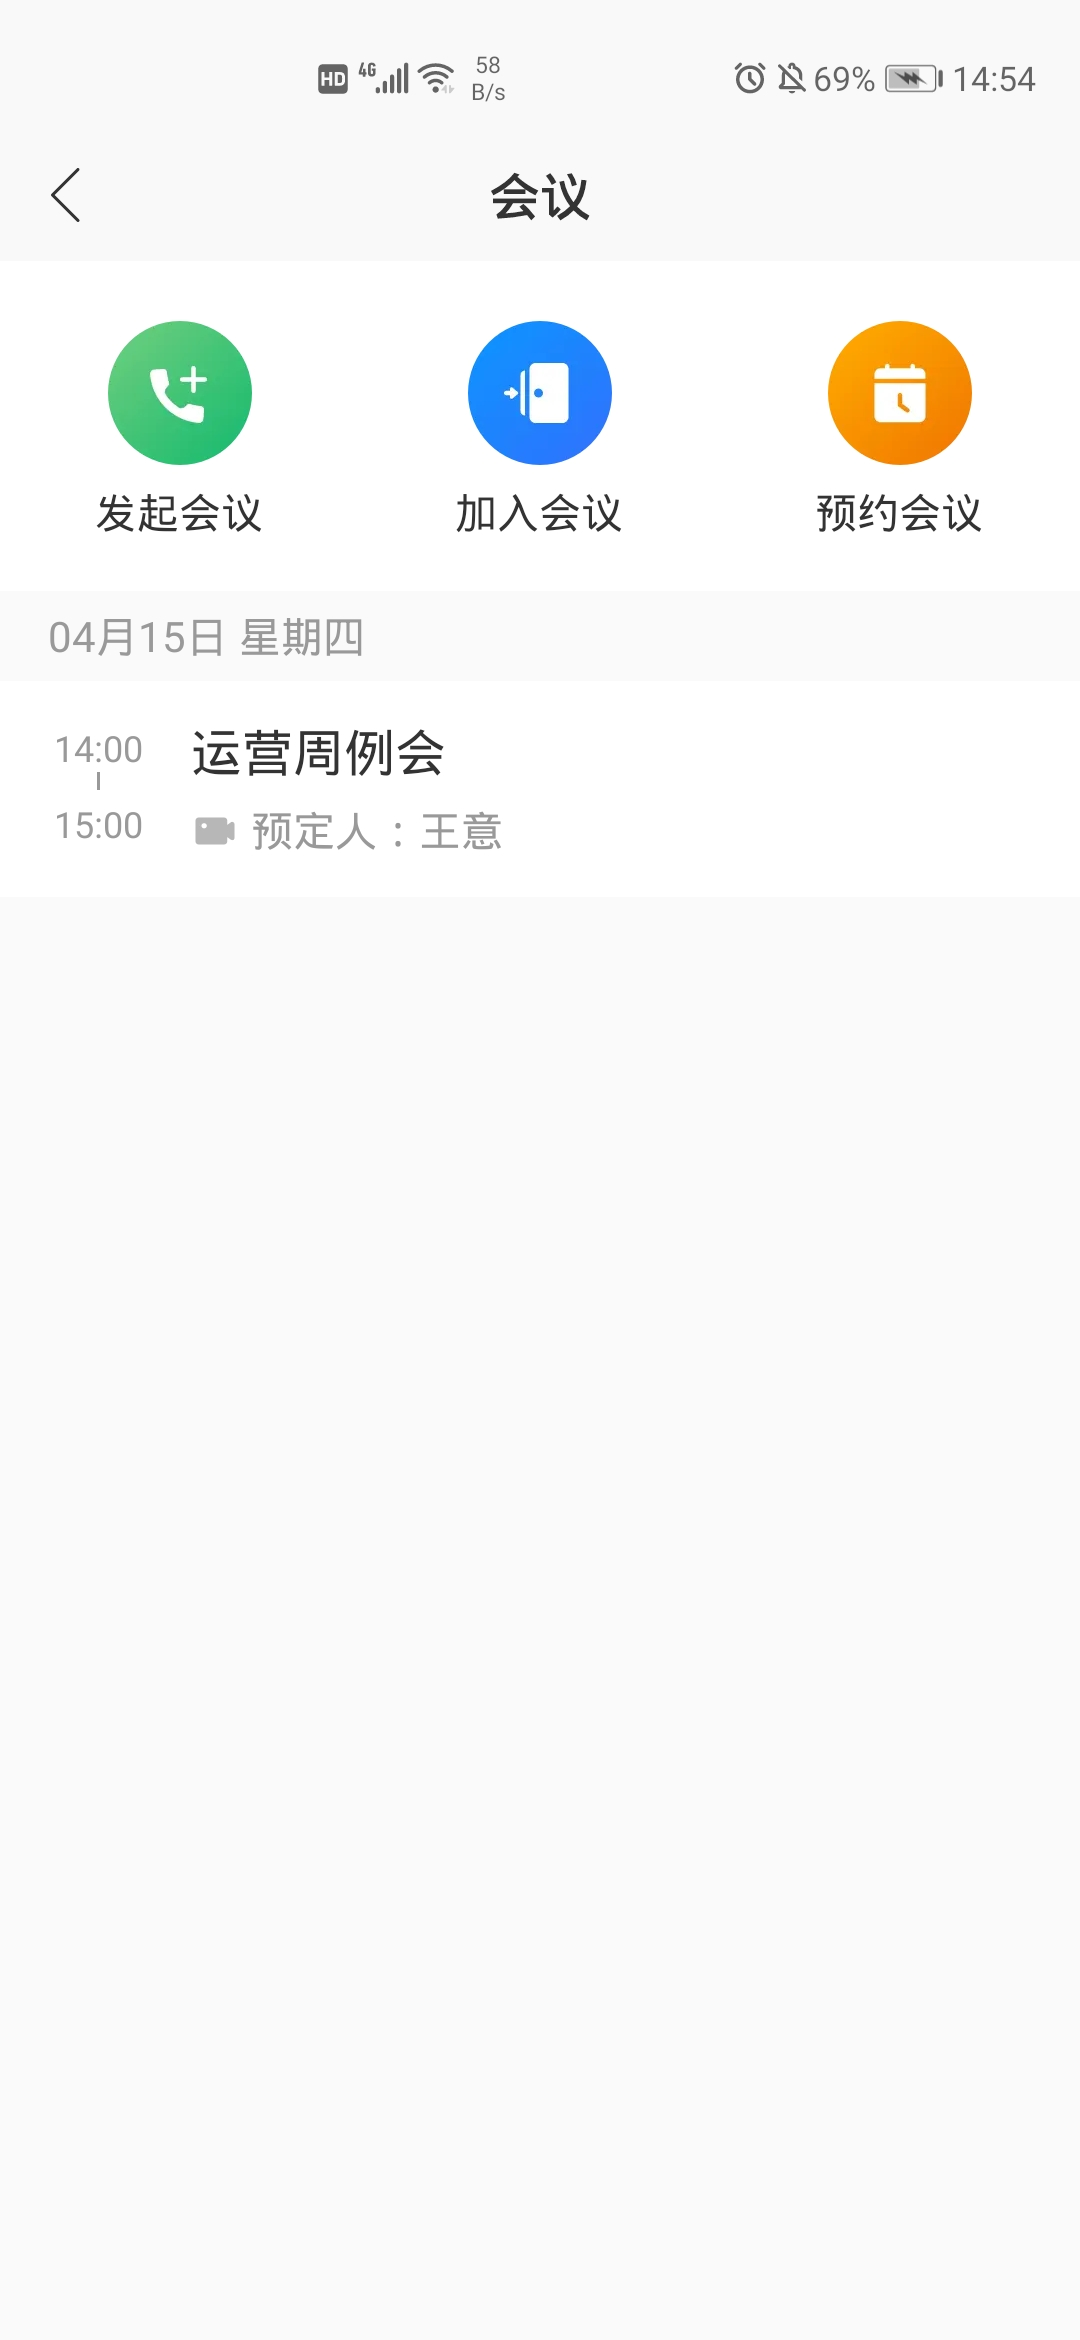 HD 4G 58 B/s 69% 14:54
会议
发起会议 加入会议 预约会议
04月15日 星期四
14:00 运营周例会
15:00 预定人：王意